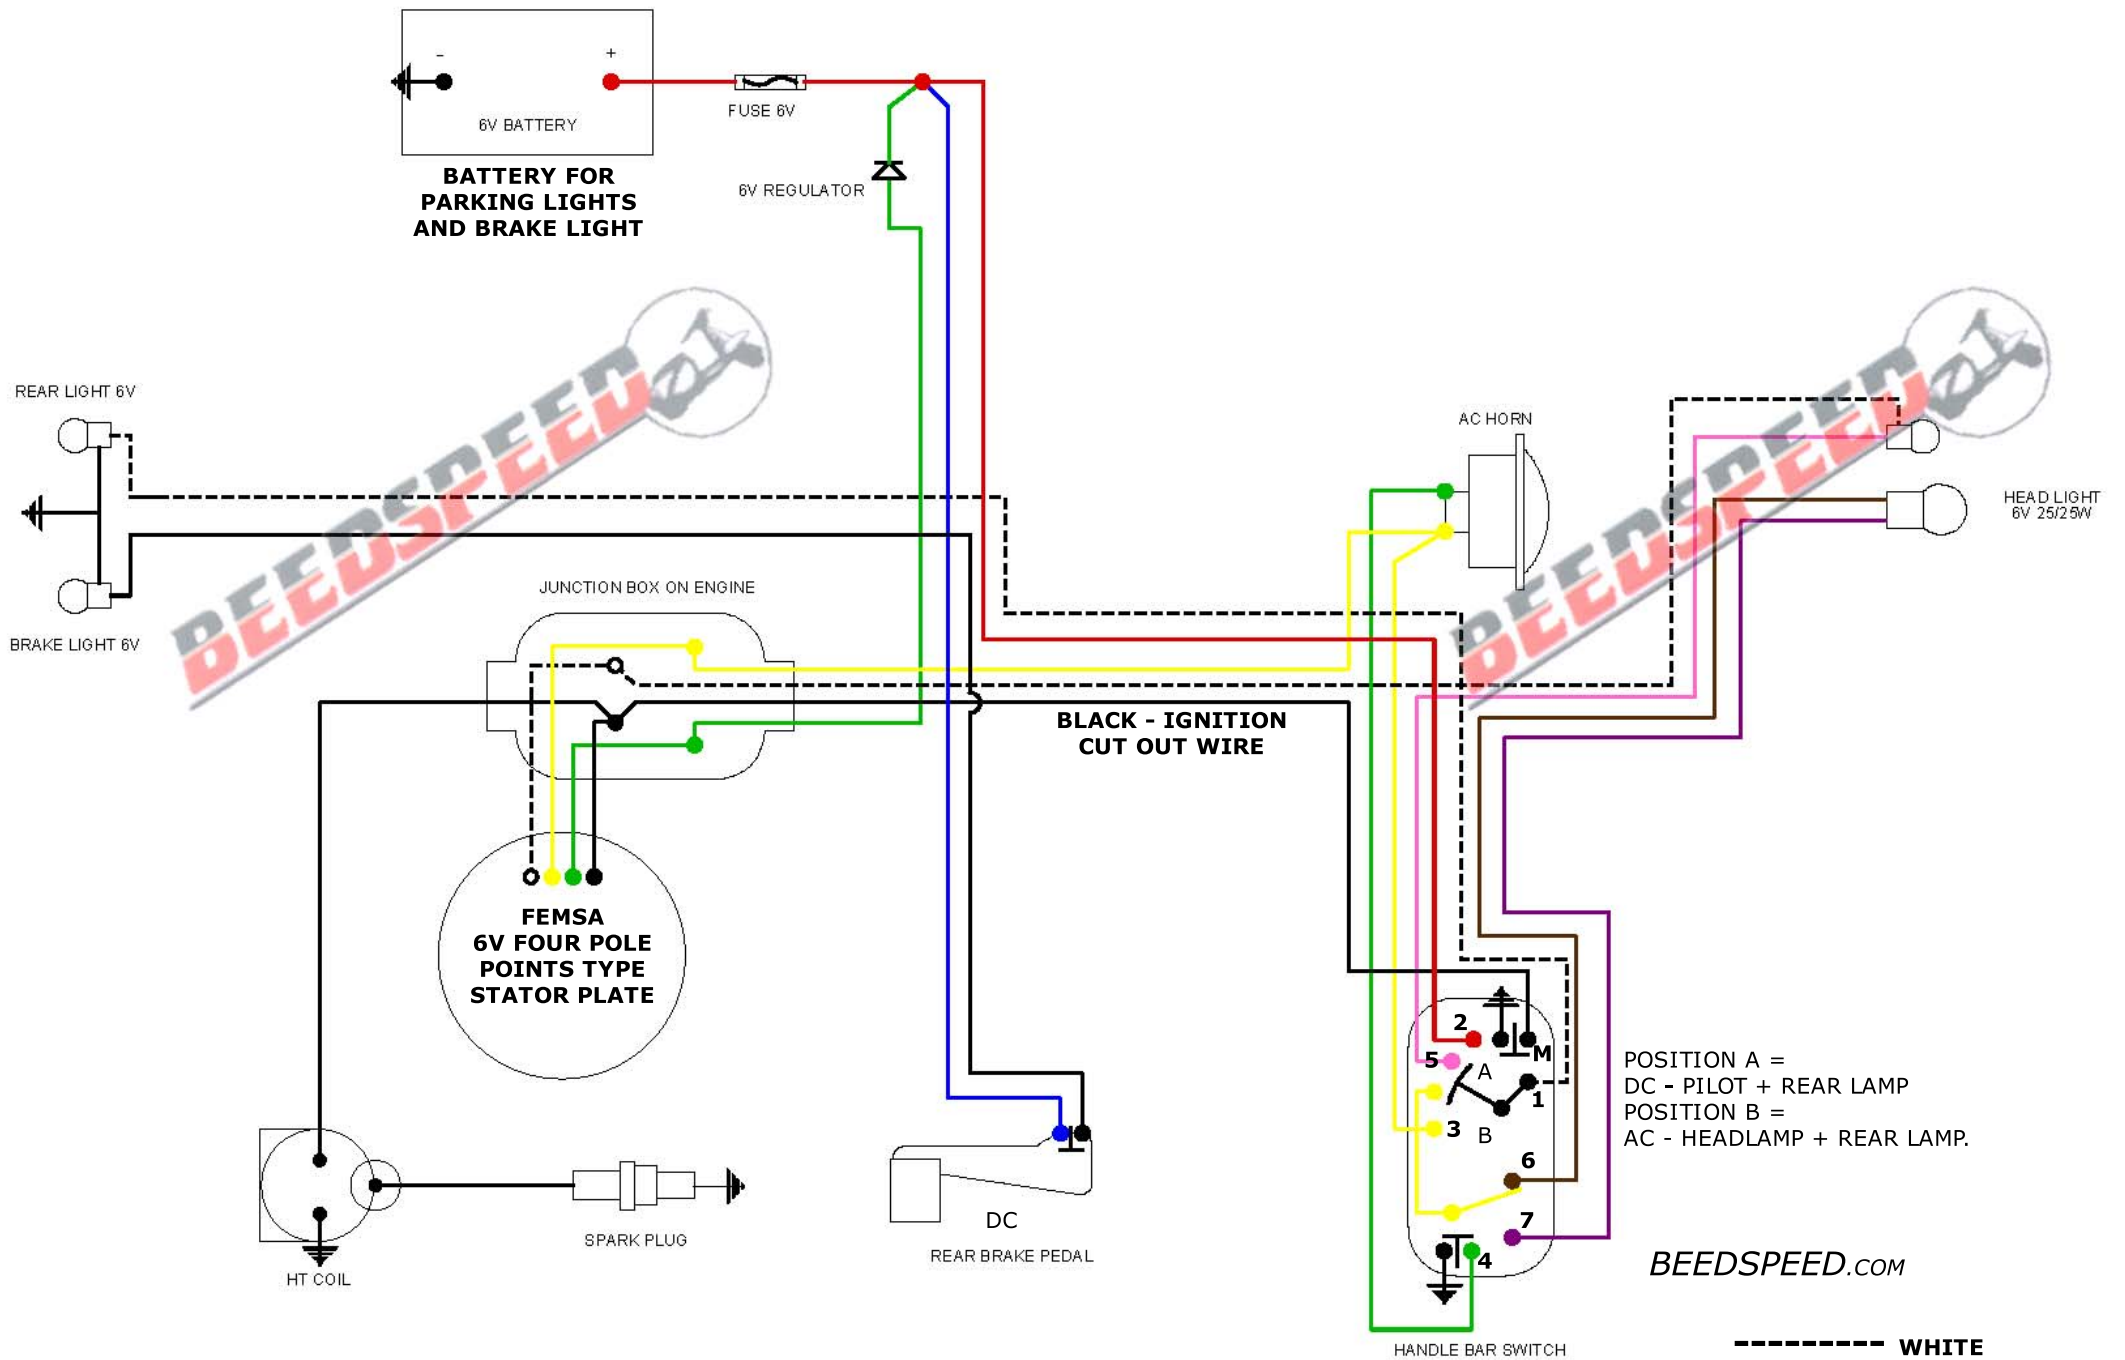 -
+
6V BATTERY
FUSE 6V
BATTERY FOR
PARKING LIGHTS
AND BRAKE LIGHT
6V REGULATOR
REAR LIGHT 6V
BEEDSPEED
BEEDSPEED
AC HORN
HEAD LIGHT
6V 25/25W
JUNCTION BOX ON ENGINE
BRAKE LIGHT 6V
BLACK - IGNITION
CUT OUT WIRE
FEMSA
6V FOUR POLE
POINTS TYPE
STATOR PLATE
2
M
5
A
1
3
B
6
7
4
POSITION A =
DC - PILOT + REAR LAMP
POSITION B =
AC - HEADLAMP + REAR LAMP.
DC
SPARK PLUG
REAR BRAKE PEDAL
HT COIL
BEEDSPEED.COM
HANDLE BAR SWITCH
WHITE